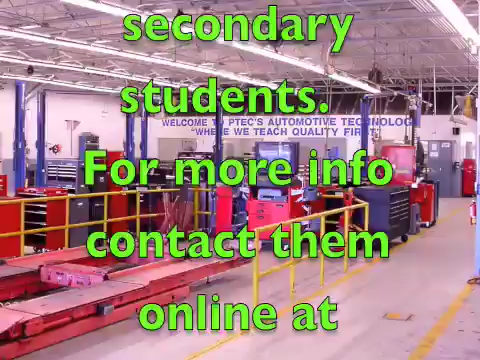 secondary
students.
WELCOME TO PTEC'S AUTOMOTIVE TECHNOLOGY
"WHERE WE TEACH QUALITY FIRST"
For more info
contact them
online at